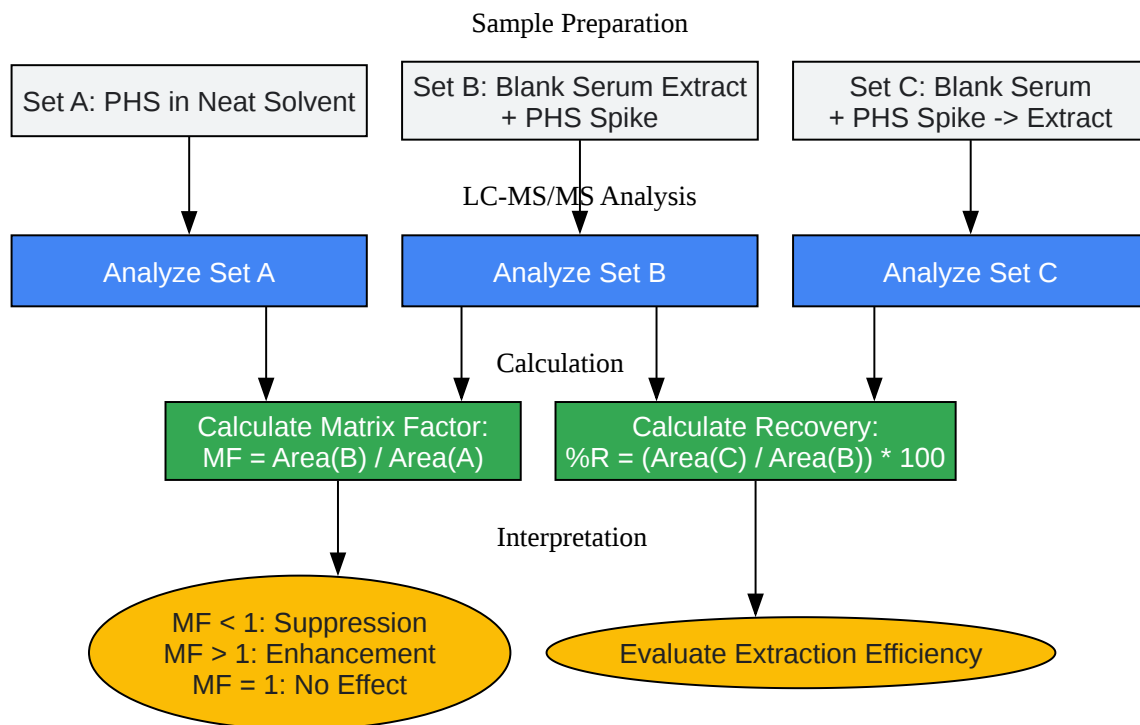 Sample Preparation
Set A: PHS in Neat Solvent
Set B: Blank Serum Extract
+ PHS Spike
Set C: Blank Serum
+ PHS Spike -> Extract
LC-MS/MS Analysis
Analyze Set A
Analyze Set B
Analyze Set C
Calculation
Calculate Matrix Factor:
MF = Area(B) / Area(A)
Calculate Recovery:
%R = (Area(C) / Area(B)) * 100
Interpretation
MF < 1: Suppression
MF > 1: Enhancement
MF = 1: No Effect
Evaluate Extraction Efficiency